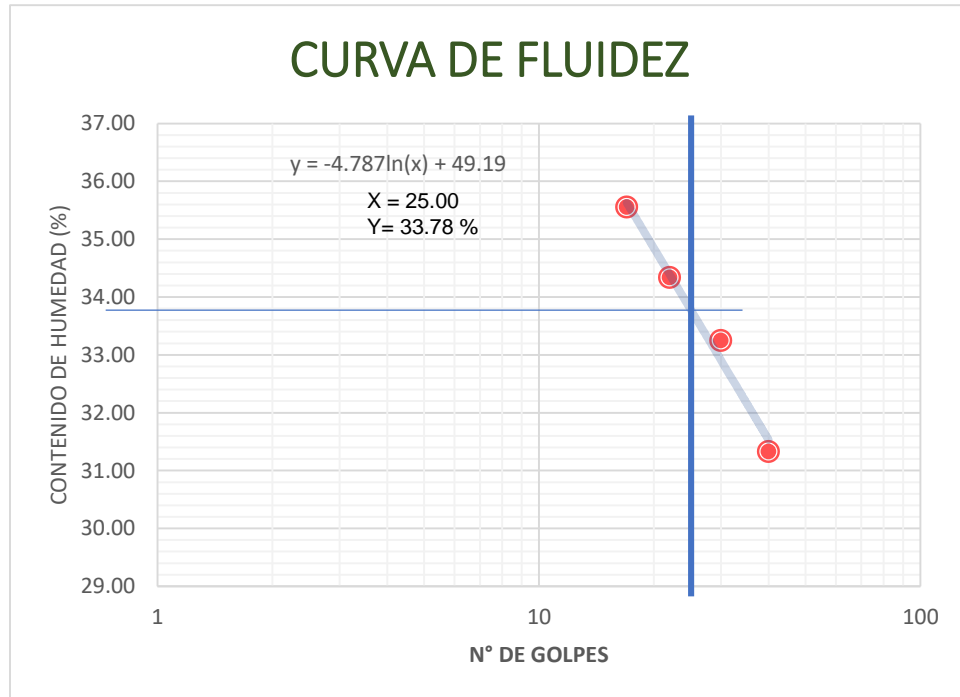 CURVA DE FLUIDEZ
y = -4.787ln(x) + 49.19
X = 25.00
Y= 33.78 %
CONTENIDO DE HUMEDAD (%)
37.00
36.00
35.00
34.00
33.00
32.00
31.00
30.00
29.00
1
10
100
N° DE GOLPES